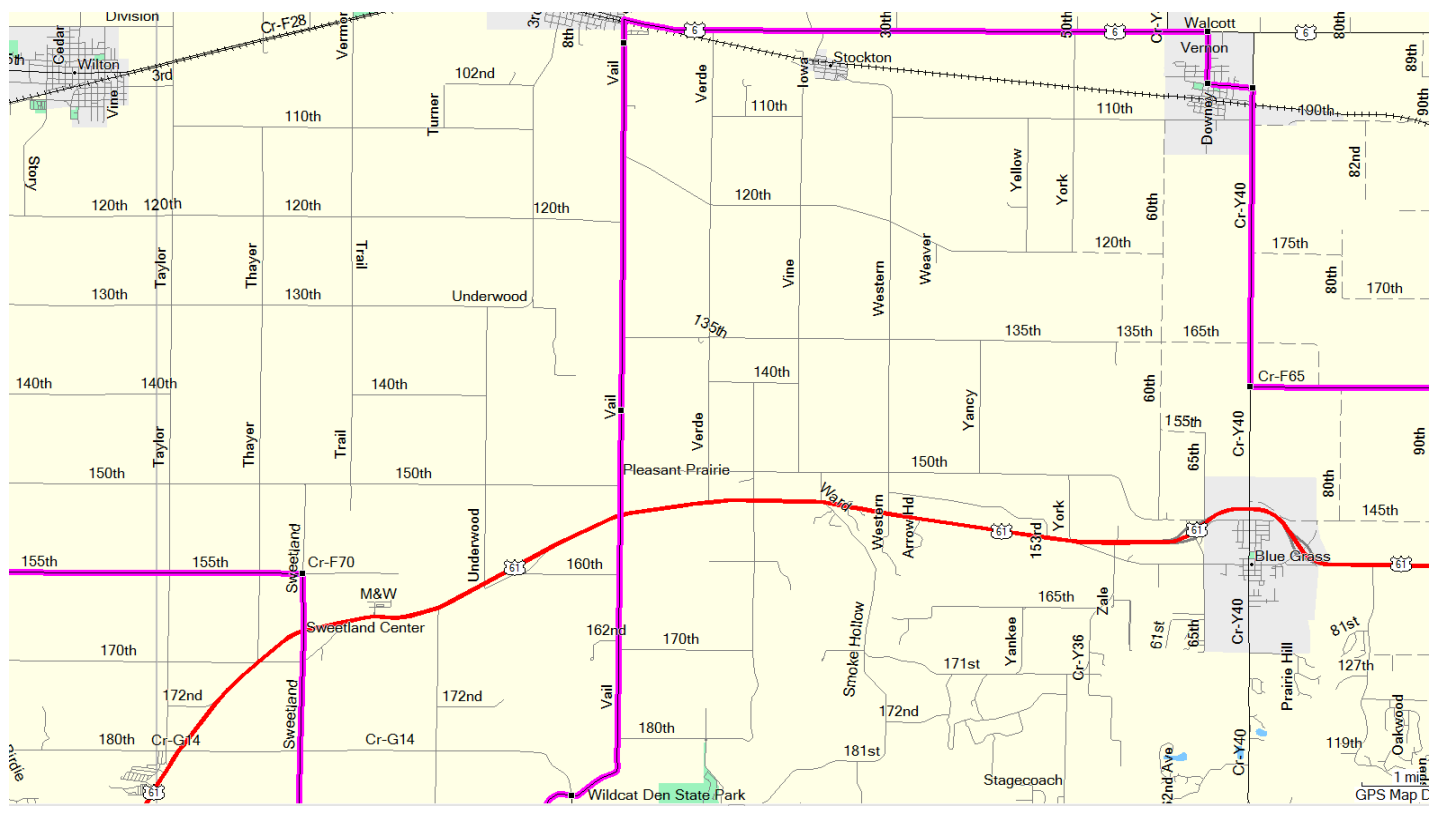 Division
Cr-F28
Vermon
3rd
8th
6
30th
50th
6
Cr-Y4
Walcott
6
80th
Cedar
5th
Wilton
3rd
Vine
102nd
Turner
Vail
Verde
Iowa
Stockton
Vernon
Downey
89th
90th
110th
110th
110th
190th
Story
Yellow
York
82nd
120th
120th
120th
120th
120th
60th
Cr-Y40
Taylor
Thayer
Trail
Vine
Western
Weaver
120th
175th
80th
170th
130th
130th
Underwood
135th
135th
135th
165th
140th
140th
140th
140th
Vail
Verde
Yancy
60th
Cr-F65
155th
Cr-Y40
90th
Taylor
Thayer
Trail
65th
80th
150th
150th
Pleasant Prairie
150th
Ward
Western
Arrow Hd
61
153rd
York
61
145th
Sweetland
Underwood
155th
155th
Cr-F70
61
160th
Blue Grass
61
M&W
Sweetland Center
162nd
170th
170th
165th
Zale
Yankee
Cr-Y36
61st
65th
Cr-Y40
81st
127th
Prairie Hill
Smoke Hollow
171st
172nd
172nd
Sweetland
Vail
172nd
180th
Cr-G14
Cr-G14
180th
181st
Cr-Y40
119th
Oakwood
61
Wildcat Den State Park
Stagecoach
2nd Ave
1 mi
GPS Map D